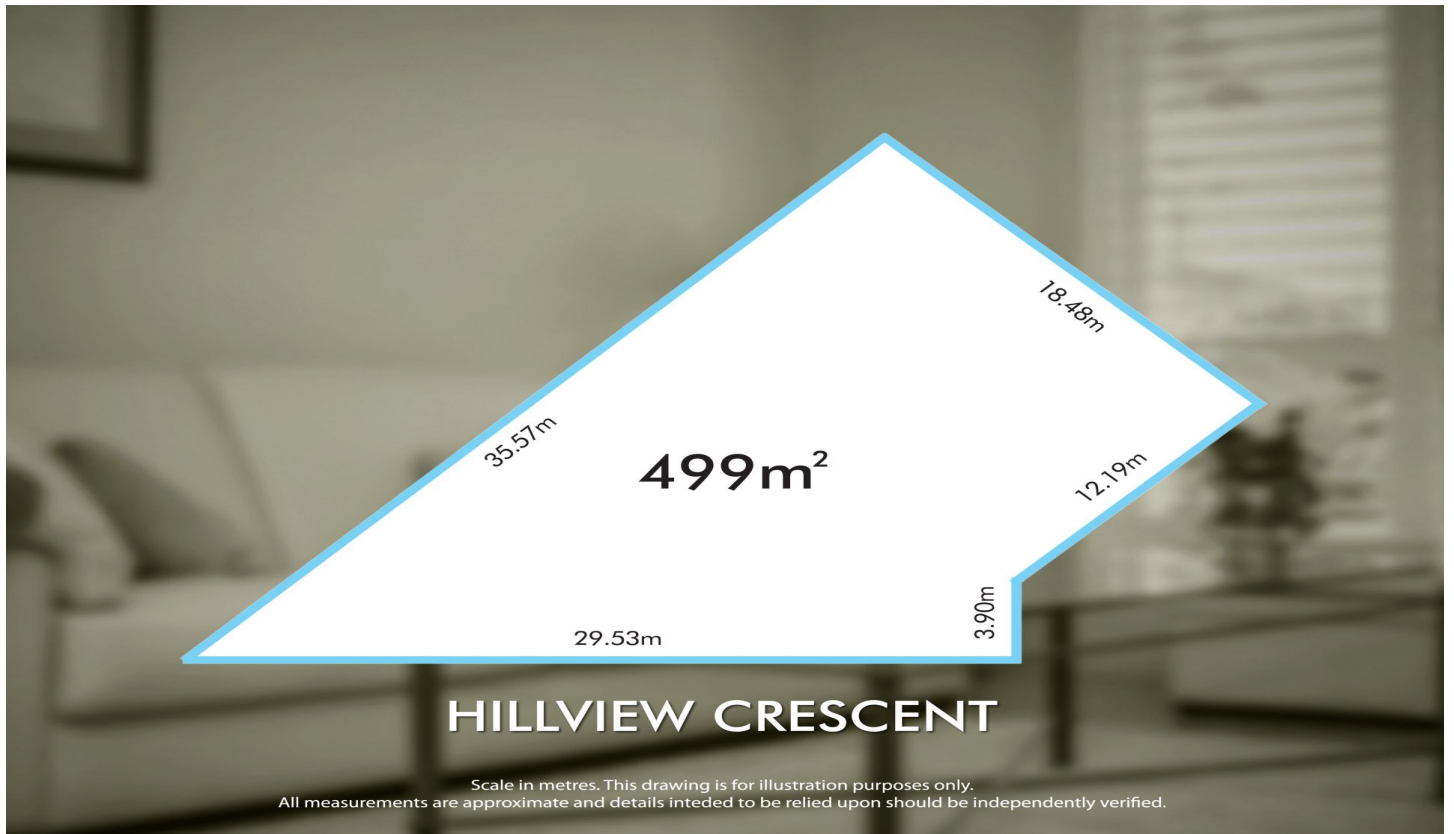 18.48m
35.57m
499m²
12.19m
3.90m
29.53m
HILLVIEW CRESCENT
Scale in metres. This drawing is for illustration purposes only.
All measurements are approximate and details inteded to be relied upon should be independently verified.